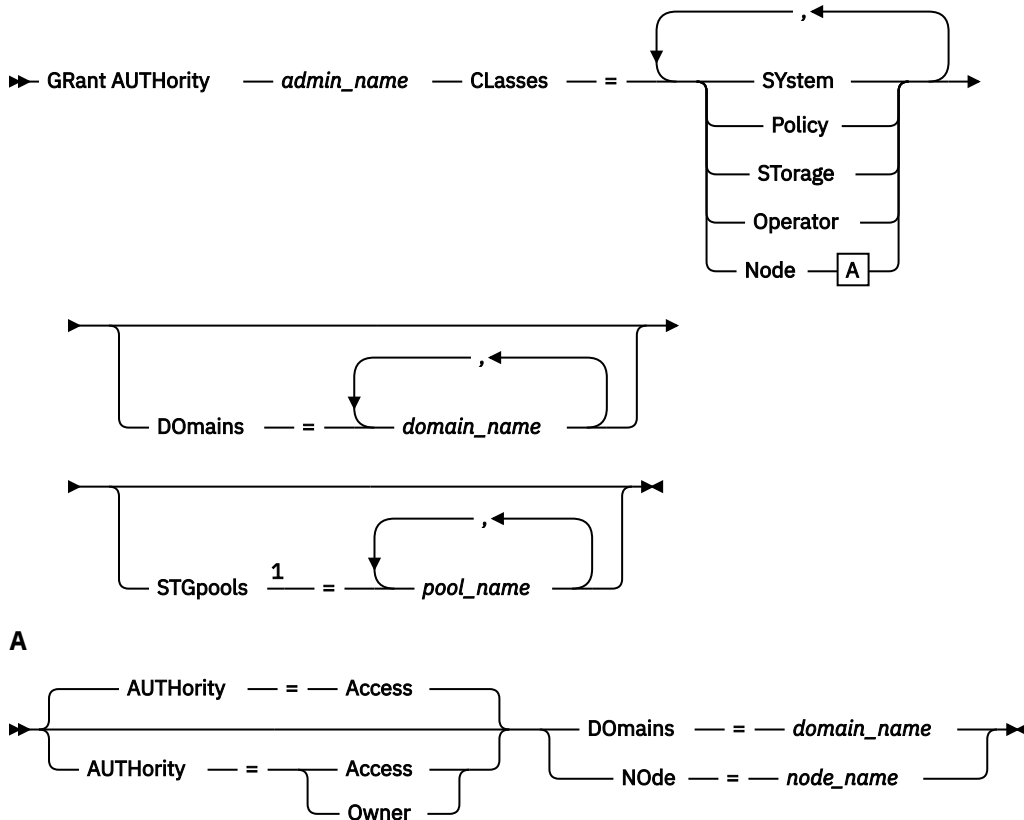 ,
GRant AUTHority admin_name CLasses = SYstem
Policy
STorage
Operator
Node A
,
DOmains = domain_name
,
STGpools 1 = pool_name
A
AUTHority = Access
DOmains = domain_name
AUTHority = Access
NOde = node_name
Owner